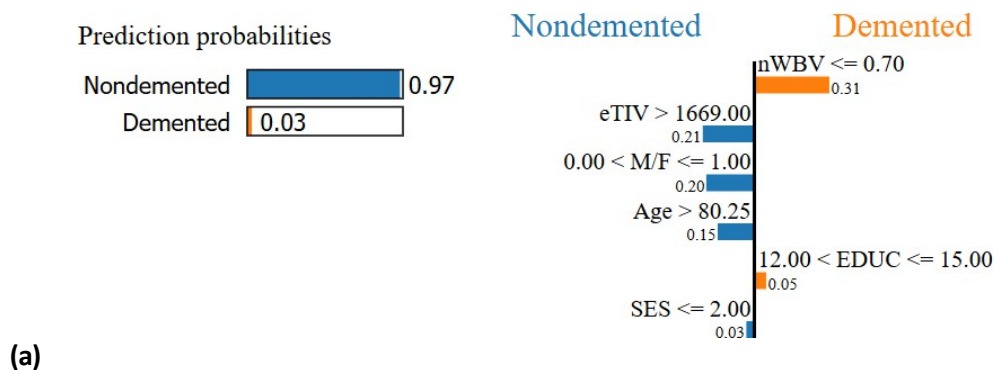 Prediction probabilities
Nondemented 0.97
Demented 0.03
Nondemented Demented
nWBV <= 0.70
0.31
eTIV > 1669.00
0.21
0.00 < M/F <= 1.00
0.20
Age > 80.25
0.15
12.00 < EDUC <= 15.00
0.05
SES <= 2.00
0.03
(a)